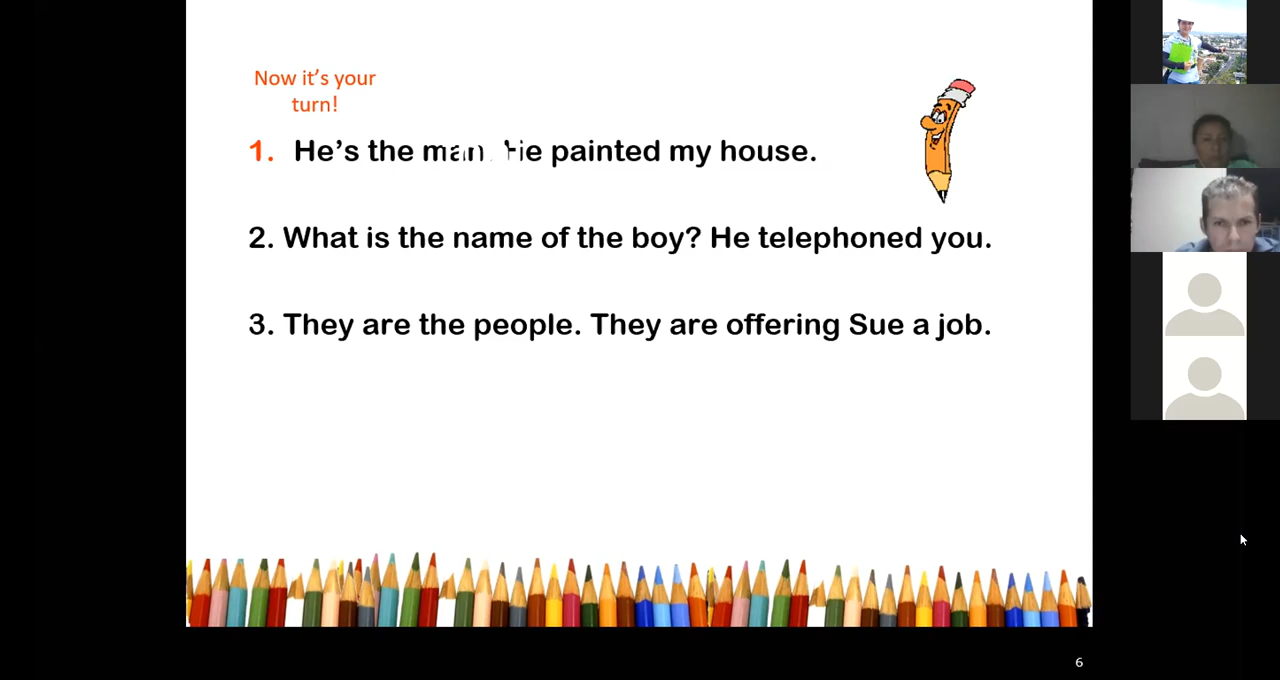 Now it's your
turn!
1. He's the man. He painted my house.
2. What is the name of the boy? He telephoned you.
3. They are the people. They are offering Sue a job.
6